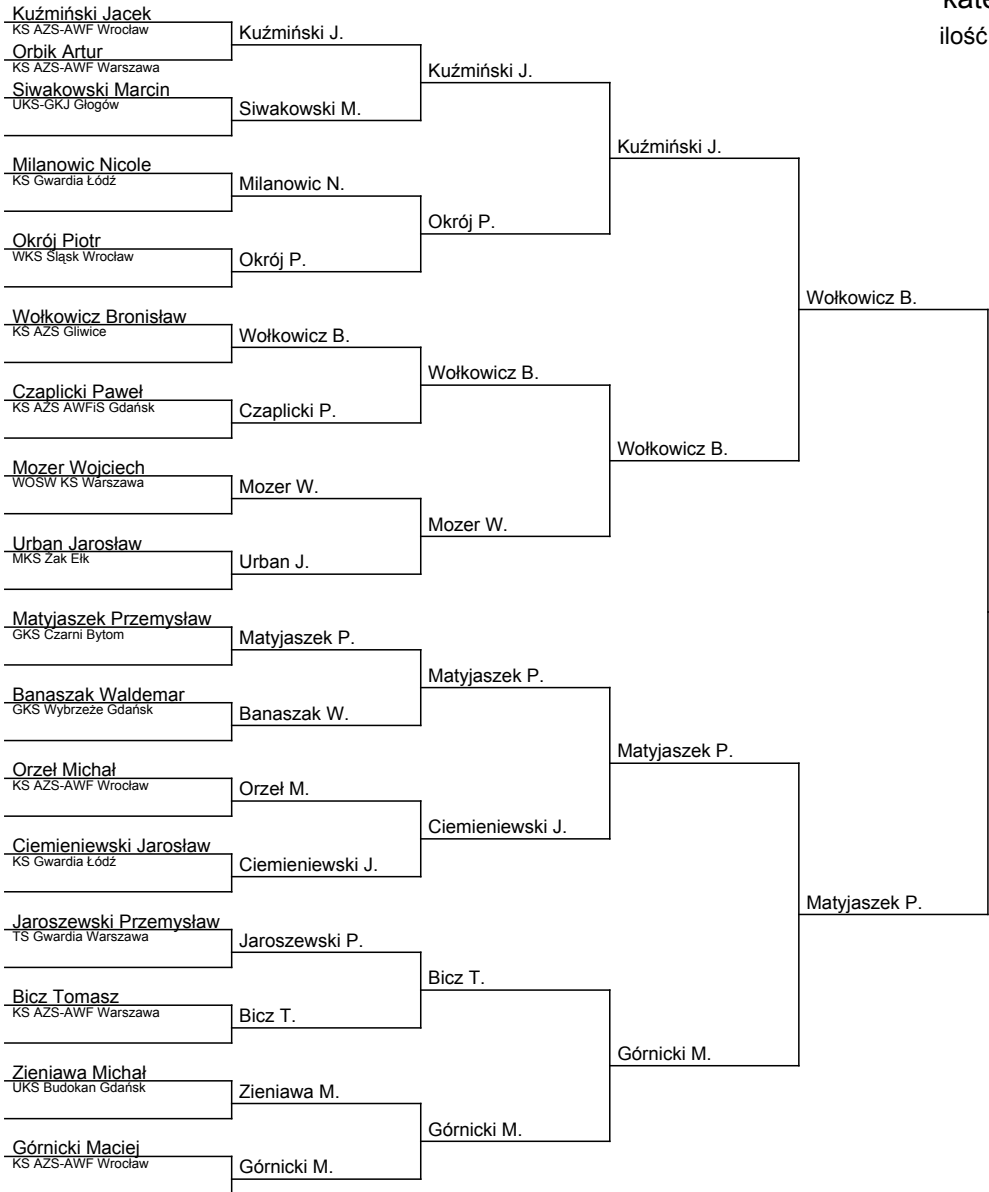 kate
ilość
Kuźmiński Jacek
KS AZS-AWF Wrocław
Orbik Artur
KS AZS-AWF Warszawa
Siwakowski Marcin
UKS-GKJ Głogów
Milanowic Nicole
KS Gwardia Łódź
Okrój Piotr
WKS Śląsk Wrocław
Wołkowicz Bronisław
KS AZS Gliwice
Czaplicki Paweł
KS AZS AWFiS Gdańsk
Mozer Wojciech
WOSW KS Warszawa
Urban Jarosław
MKS Żak Ełk
Matyjaszek Przemysław
GKS Czarni Bytom
Banaszak Waldemar
GKS Wybrzeże Gdańsk
Orzeł Michał
KS AZS-AWF Wrocław
Ciemieniewski Jarosław
KS Gwardia Łódź
Jaroszewski Przemysław
TS Gwardia Warszawa
Bicz Tomasz
KS AZS-AWF Warszawa
Zieniawa Michał
UKS Budokan Gdańsk
Górnicki Maciej
KS AZS-AWF Wrocław
Kuźmiński J.
Siwakowski M.
Milanowic N.
Okrój P.
Wołkowicz B.
Czaplicki P.
Mozer W.
Urban J.
Matyjaszek P.
Banaszak W.
Orzeł M.
Ciemieniewski J.
Jaroszewski P.
Bicz T.
Zieniawa M.
Górnicki M.
Kuźmiński J.
Okrój P.
Wołkowicz B.
Mozer W.
Matyjaszek P.
Ciemieniewski J.
Bicz T.
Górnicki M.
Kuźmiński J.
Wołkowicz B.
Matyjaszek P.
Górnicki M.
Wołkowicz B.
Matyjaszek P.